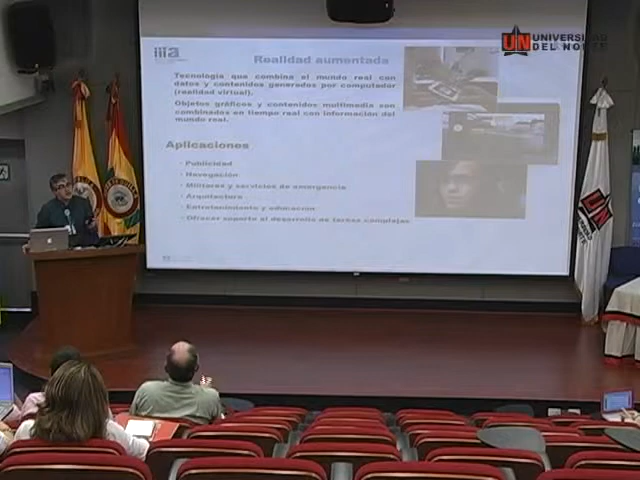 iiia
Realidad aumentada
UNIVERSIDAD
DEL NORTE
Tecnología que combina el mundo real con
datos y contenidos generados por computador
(realidad virtual).
Objetos gráficos y contenidos multimedia son
combinados en tiempo real con información del
mundo real.
Aplicaciones
· Publicidad
· Navegación
· Militares y servicios de emergencia
· Arquitectura
· Entretenimiento y educación
· Ofrecer soporte al desarrollo de tareas complejas
UN